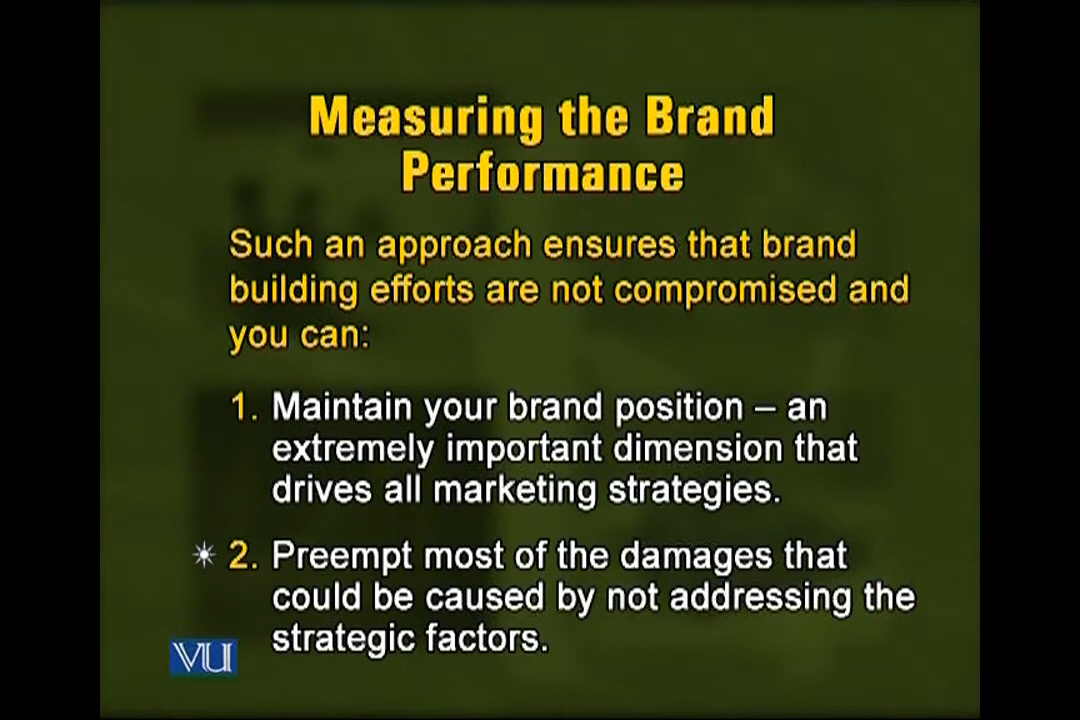 Measuring the Brand
Performance
Such an approach ensures that brand
building efforts are not compromised and
you can:
1. Maintain your brand position – an
extremely important dimension that
drives all marketing strategies.
2. Preempt most of the damages that
could be caused by not addressing the
strategic factors.
VU